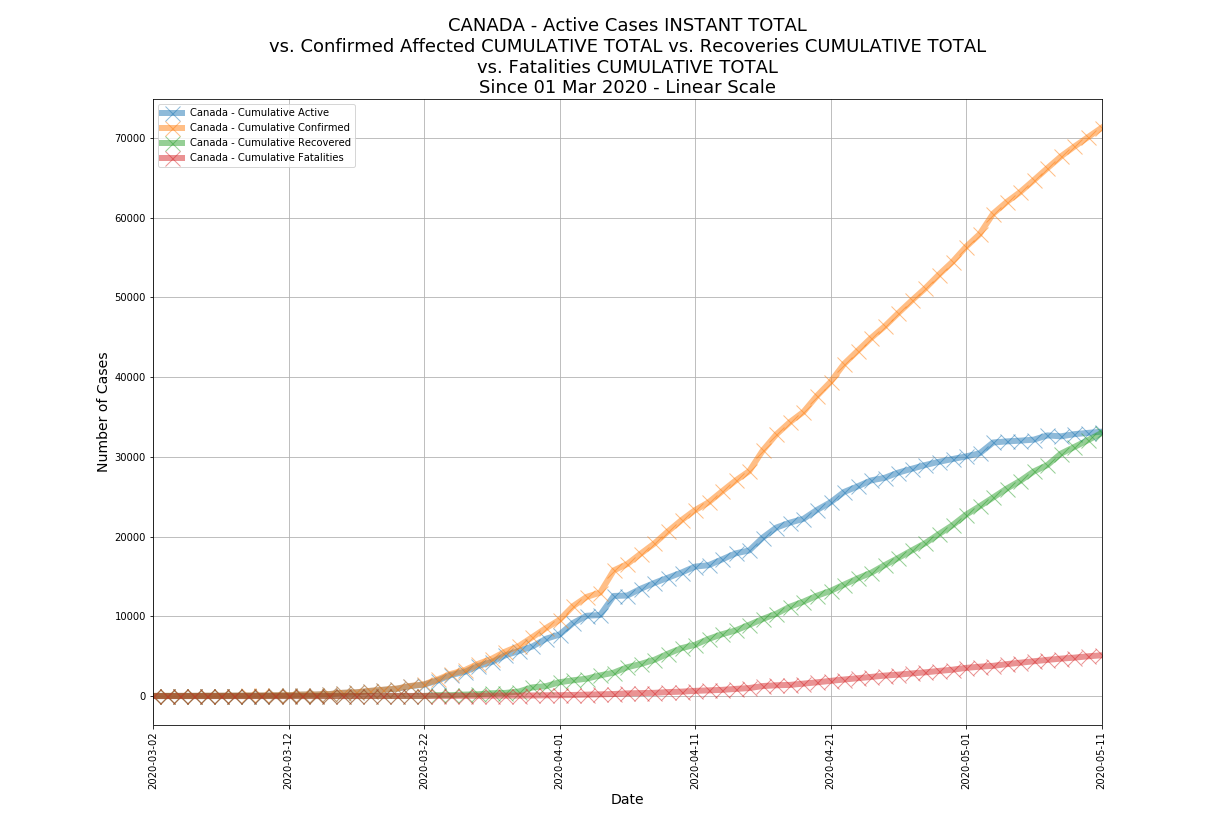 CANADA - Active Cases INSTANT TOTAL
vs. Confirmed Affected CUMULATIVE TOTAL vs. Recoveries CUMULATIVE TOTAL
vs. Fatalities CUMULATIVE TOTAL
Since 01 Mar 2020 - Linear Scale
Canada - Cumulative Active
Canada - Cumulative Confirmed
Canada - Cumulative Recovered
Canada - Cumulative Fatalities
70000
60000
50000
40000
30000
20000
10000
0
Number of Cases
2020-03-02
2020-03-12
2020-03-22
2020-04-01
2020-04-11
2020-04-21
2020-05-01
2020-05-11
Date